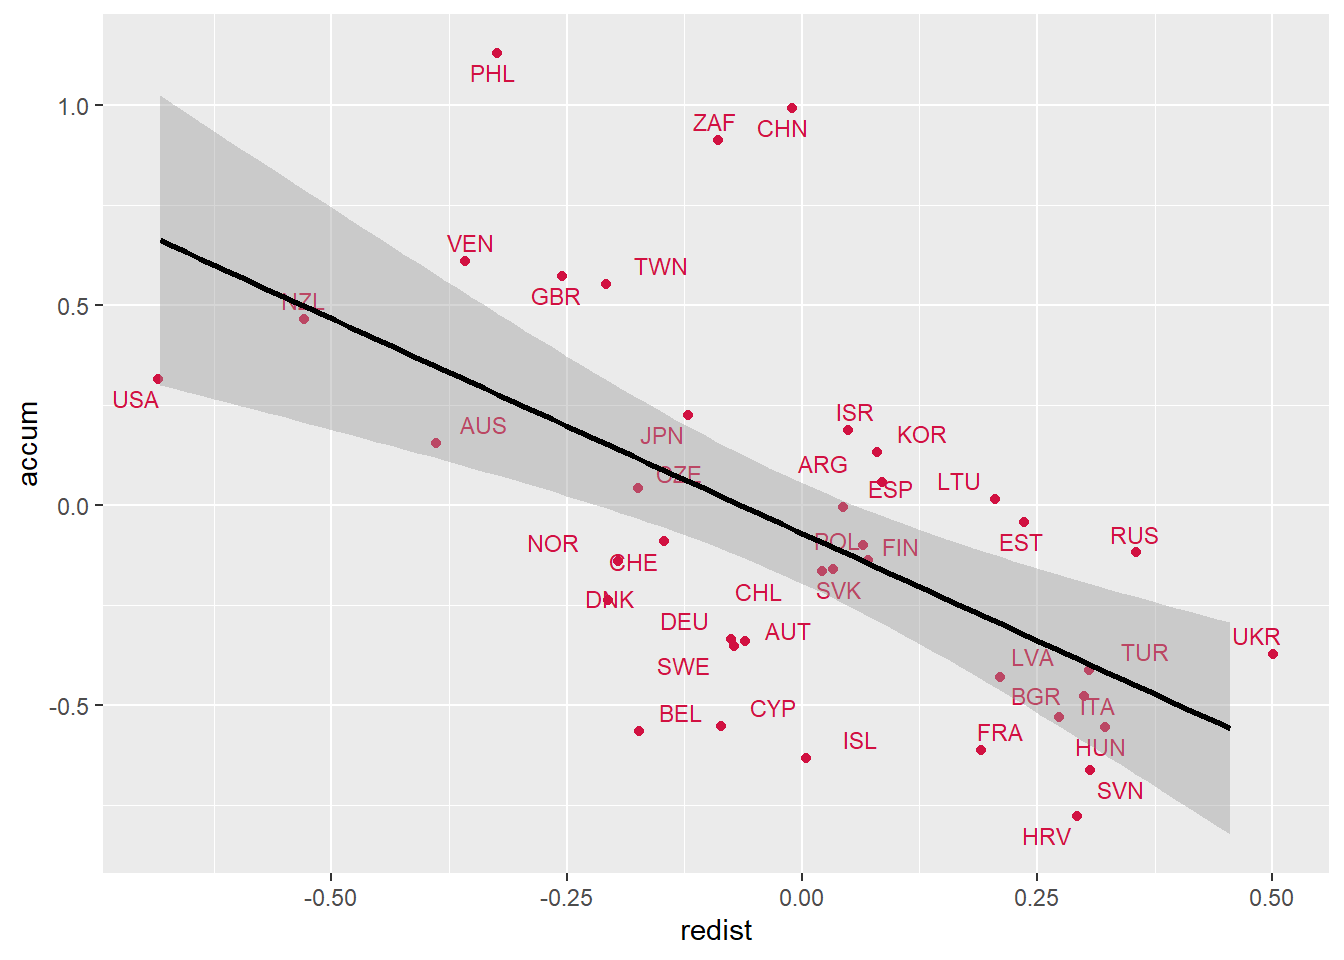 PHL
1.0
ZAF
CHN
VEN
TWN
GBR
0.5
NZL
USA
ISR
AUS
KOR
JPN
ARG
CZE
LTU
ESP
0.0
RUS
POL
EST
NOR
FIN
CHE
SVK
CHL
DNK
DEU
AUT
UKR
TUR
LVA
SWE
BGR
-0.5
ITA
CYP
BEL
FRA
ISL
HUN
SVN
HRV
-0.50
-0.25
0.00
0.25
0.50
redist
accum